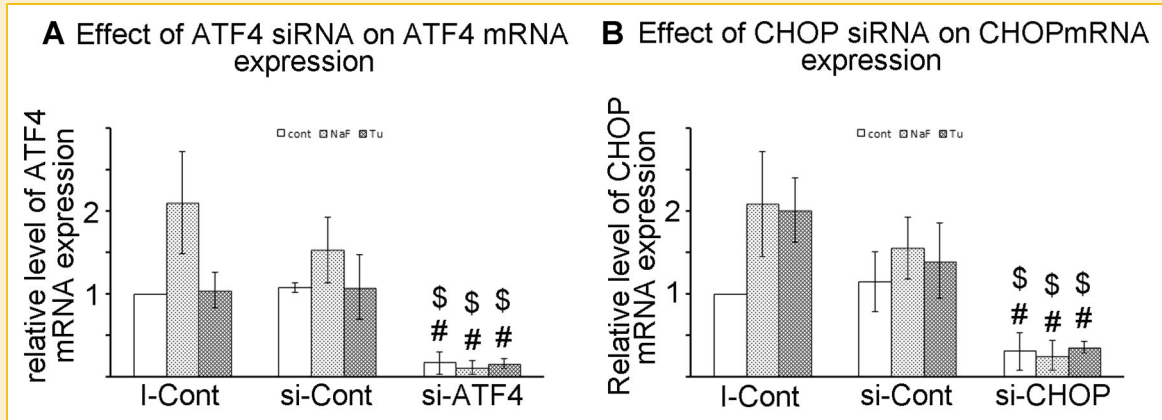 A Effect of ATF4 siRNA on ATF4 mRNA
expression
relative level of ATF4
mRNA expression
cont NaF Tu
2
1
$ $ $
# # #
I-Cont si-Cont si-ATF4
B Effect of CHOP siRNA on CHOPmRNA
expression
Relative level of CHOP
mRNA expression
cont NaF Tu
2
1
$ $ $
# # #
I-Cont si-Cont si-CHOP